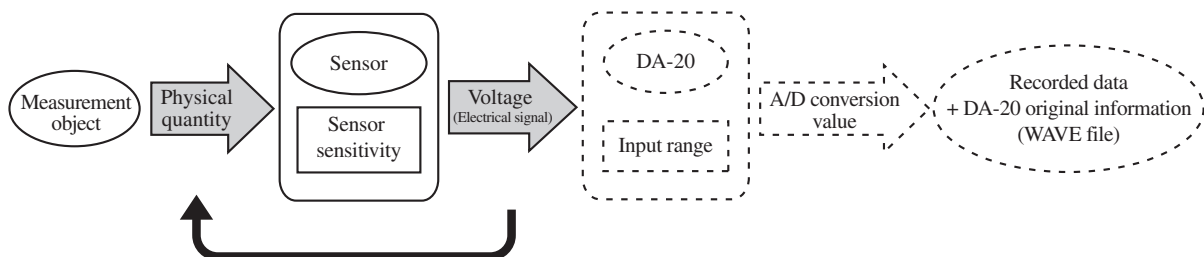 Measurement
object
Physical
quantity
Sensor
Sensor
sensitivity
Voltage
(Electrical signal)
DA-20
Input range
A/D conversion
value
Recorded data
+ DA-20 original information
(WAVE file)